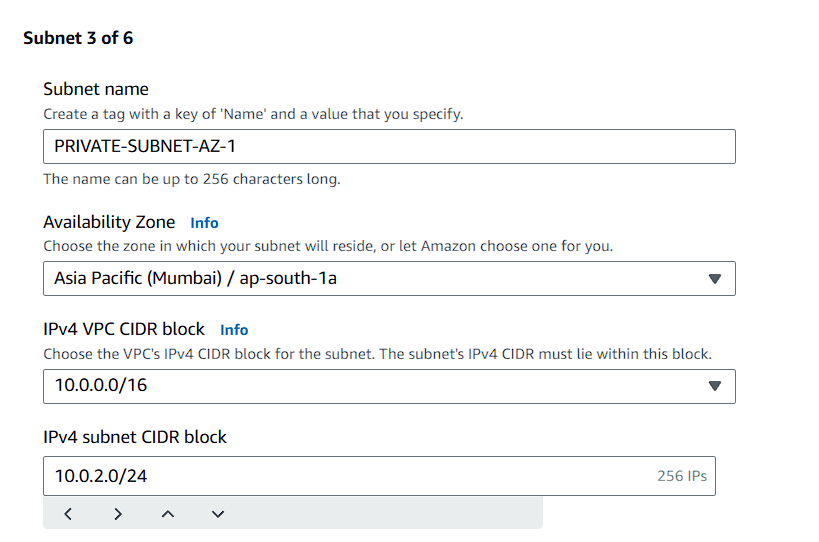 Subnet 3 of 6
Subnet name
Create a tag with a key of 'Name' and a value that you specify.
PRIVATE-SUBNET-AZ-1
The name can be up to 256 characters long.
Availability Zone Info
Choose the zone in which your subnet will reside, or let Amazon choose one for you.
Asia Pacific (Mumbai) / ap-south-1a
IPv4 VPC CIDR block Info
Choose the VPC's IPv4 CIDR block for the subnet. The subnet's IPv4 CIDR must lie within this block.
10.0.0.0/16
IPv4 subnet CIDR block
10.0.2.0/24 256 IPs